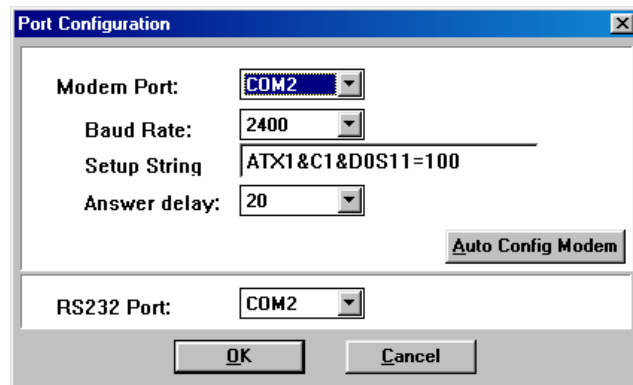 Port Configuration
Modem Port: COM2
Baud Rate: 2400
Setup String ATX1&C1&D0S11=100
Answer delay: 20
Auto Config Modem
RS232 Port: COM2
OK Cancel